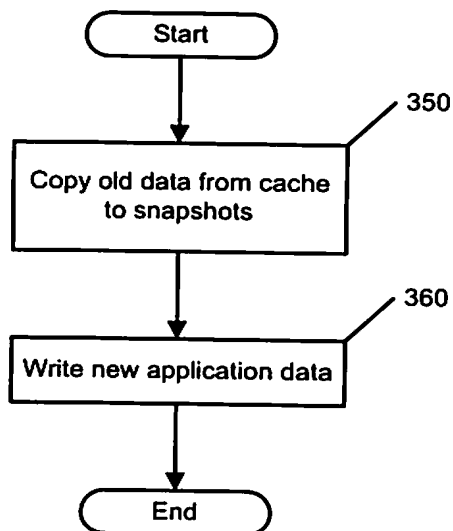 Start
350
Copy old data from cache
to snapshots
360
Write new application data
End